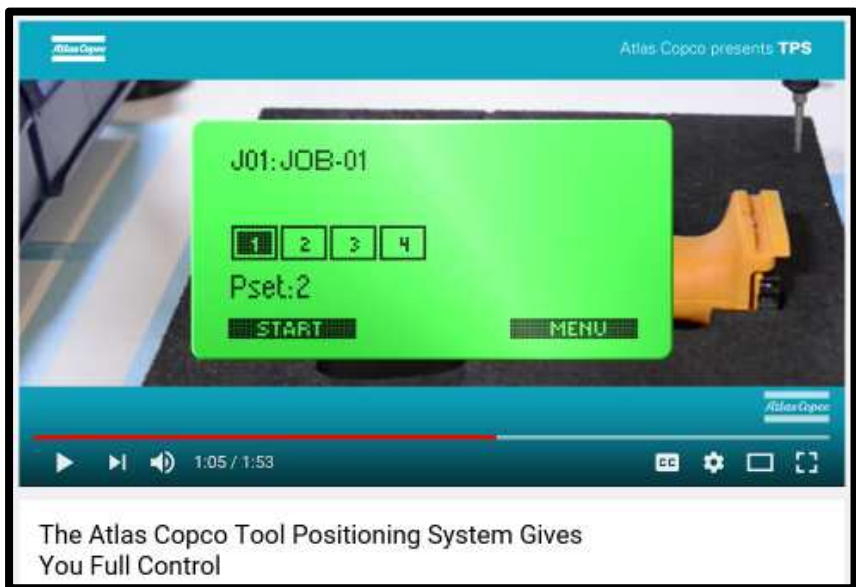 Atlas Copco
Atlas Copco presents TPS
J01:JOB-01
1 2 3 4
Pset:2
START MENU
Atlas Copco
1:05 / 1:53
CC
The Atlas Copco Tool Positioning System Gives
You Full Control